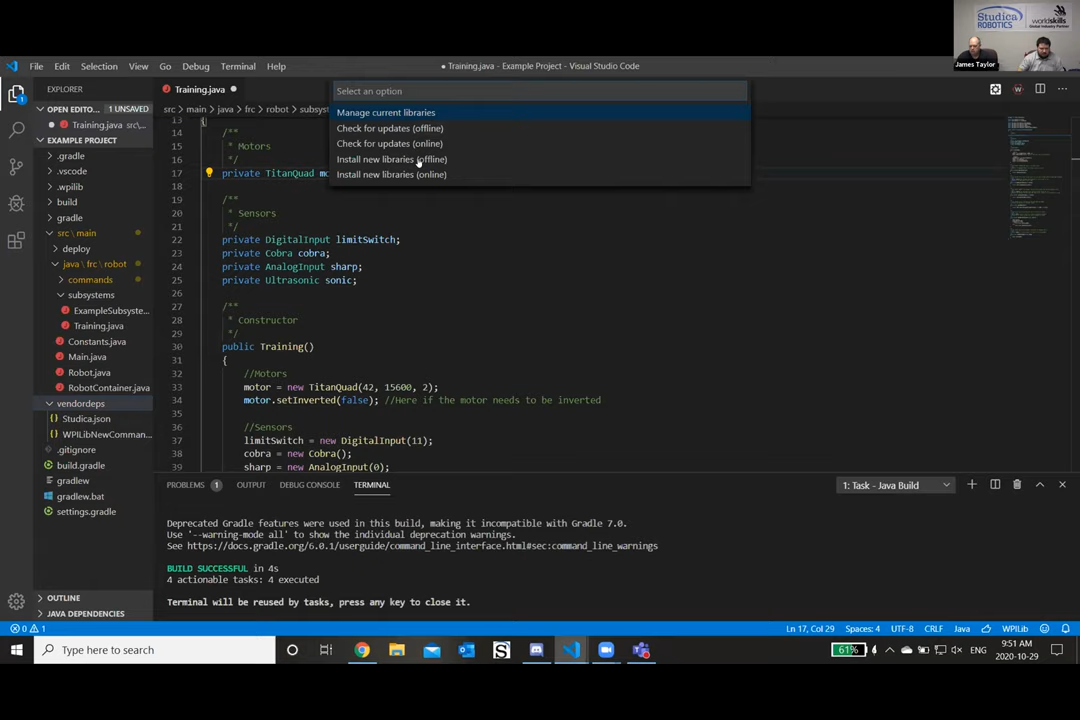 Studica
ROBOTICS
worldskills
Global Industry
Partner
James Taylor
File Edit Selection View Go Debug Terminal Help
● Training.java - Example Project - Visual Studio Code
EXPLORER
OPEN EDITO... 1 UNSAVED
Training.java src\...
EXAMPLE PROJECT
.gradle
.vscode
.wpilib
build
gradle
src \ main
deploy
java \ frc \ robot
commands
subsystems
ExampleSubsyste...
Training.java
Constants.java
Main.java
Robot.java
RobotContainer.java
vendordeps
Studica.json
WPILibNewComman...
.gitignore
build.gradle
gradlew
gradlew.bat
settings.gradle
OUTLINE
JAVA DEPENDENCIES
Training.java ●
src > main > java > frc > robot > subsyst
Select an option
Manage current libraries
Check for updates (offline)
Check for updates (online)
Install new libraries (offline)
Install new libraries (online)
13 {
14 /**
15 * Motors
16 */
17 private TitanQuad mo
18
19 /**
20 * Sensors
21 */
22 private DigitalInput limitSwitch;
23 private Cobra cobra;
24 private AnalogInput sharp;
25 private Ultrasonic sonic;
26
27 /**
28 * Constructor
29 */
30 public Training()
31 {
32 //Motors
33 motor = new TitanQuad(42, 15600, 2);
34 motor.setInverted(false); //Here if the motor needs to be inverted
35
36 //Sensors
37 limitSwitch = new DigitalInput(11);
38 cobra = new Cobra();
39 sharp = new AnalogInput(0);
PROBLEMS 1 OUTPUT DEBUG CONSOLE TERMINAL
1: Task - Java Build
Deprecated Gradle features were used in this build, making it incompatible with Gradle 7.0.
Use '--warning-mode all' to show the individual deprecation warnings.
See https://docs.gradle.org/6.0.1/userguide/command_line_interface.html#sec:command_line_warnings
BUILD SUCCESSFUL in 4s
4 actionable tasks: 4 executed
Terminal will be reused by tasks, press any key to close it.
0 1
Ln 17, Col 29 Spaces: 4 UTF-8 CRLF Java WPILib
Type here to search
61%
ENG
9:51 AM
2020-10-29